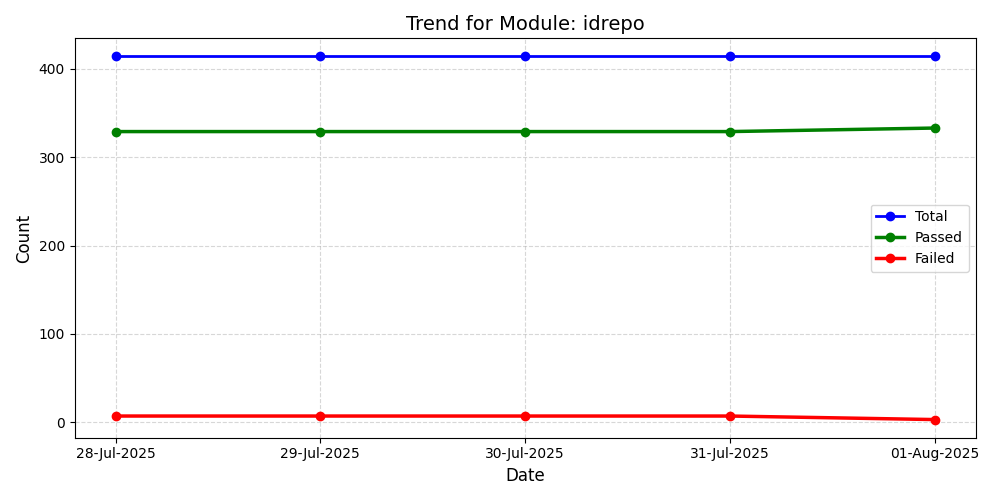 Trend for Module: idrepo
Count
400
300
200
100
0
Total
Passed
Failed
28-Jul-2025
29-Jul-2025
30-Jul-2025
31-Jul-2025
01-Aug-2025
Date